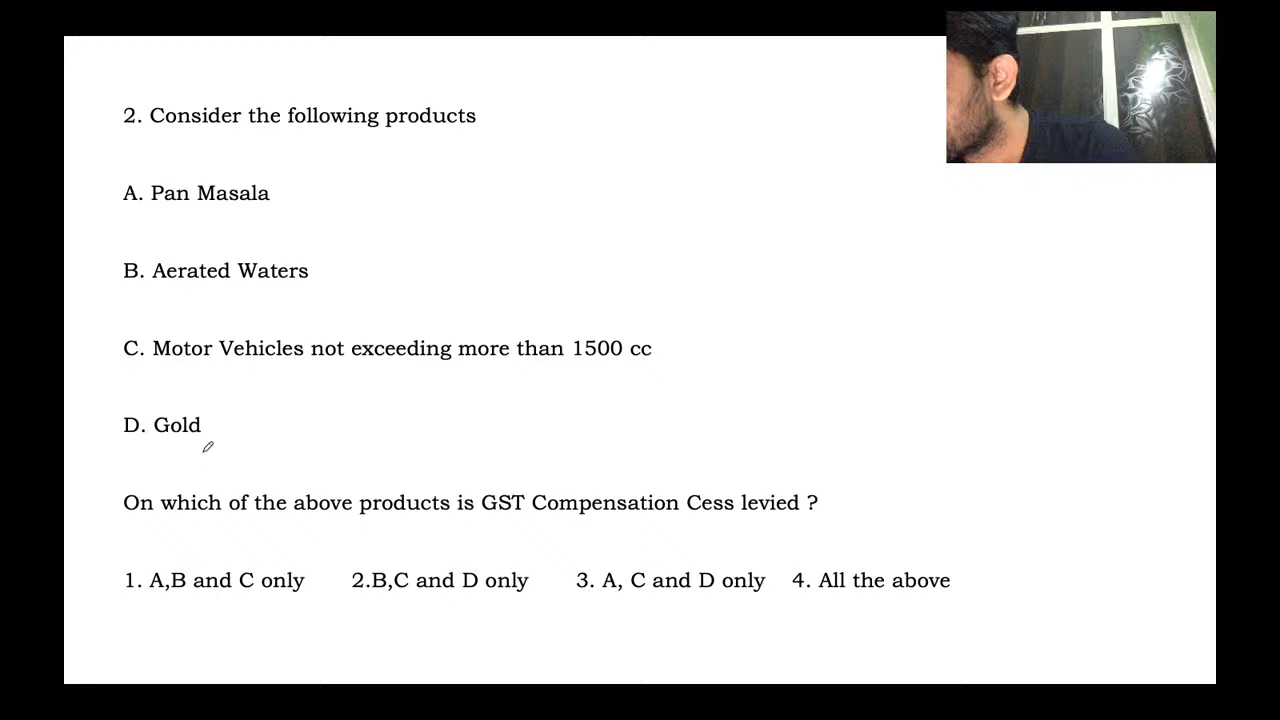 2. Consider the following products
A. Pan Masala
B. Aerated Waters
C. Motor Vehicles not exceeding more than 1500 cc
D. Gold
On which of the above products is GST Compensation Cess levied ?
1. A,B and C only 2.B,C and D only 3. A, C and D only 4. All the above